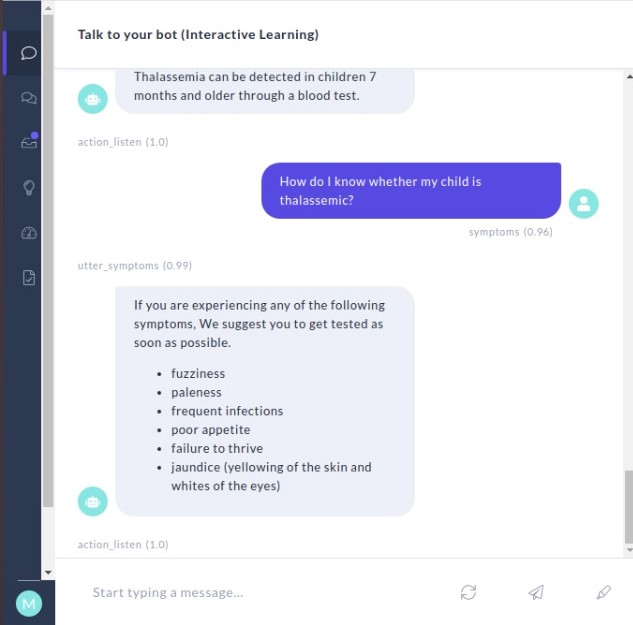 Talk to your bot (Interactive Learning)
Thalassemia can be detected in children 7
months and older through a blood test.
action_listen (1.0)
How do I know whether my child is
thalassemic?
symptoms (0.96)
utter_symptoms (0.99)
If you are experiencing any of the following
symptoms, We suggest you to get tested as
soon as possible.
• fuzziness
• paleness
• frequent infections
• poor appetite
• failure to thrive
• jaundice (yellowing of the skin and
whites of the eyes)
action_listen (1.0)
M
Start typing a message...